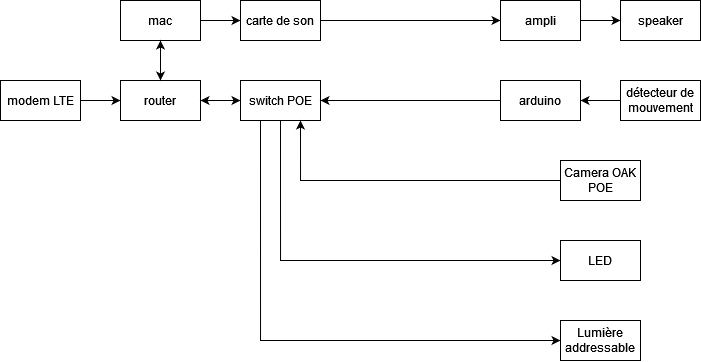 mac
carte de son
ampli
speaker
modem LTE
router
switch POE
arduino
détecteur de
mouvement
Camera OAK
POE
LED
Lumière
addressable